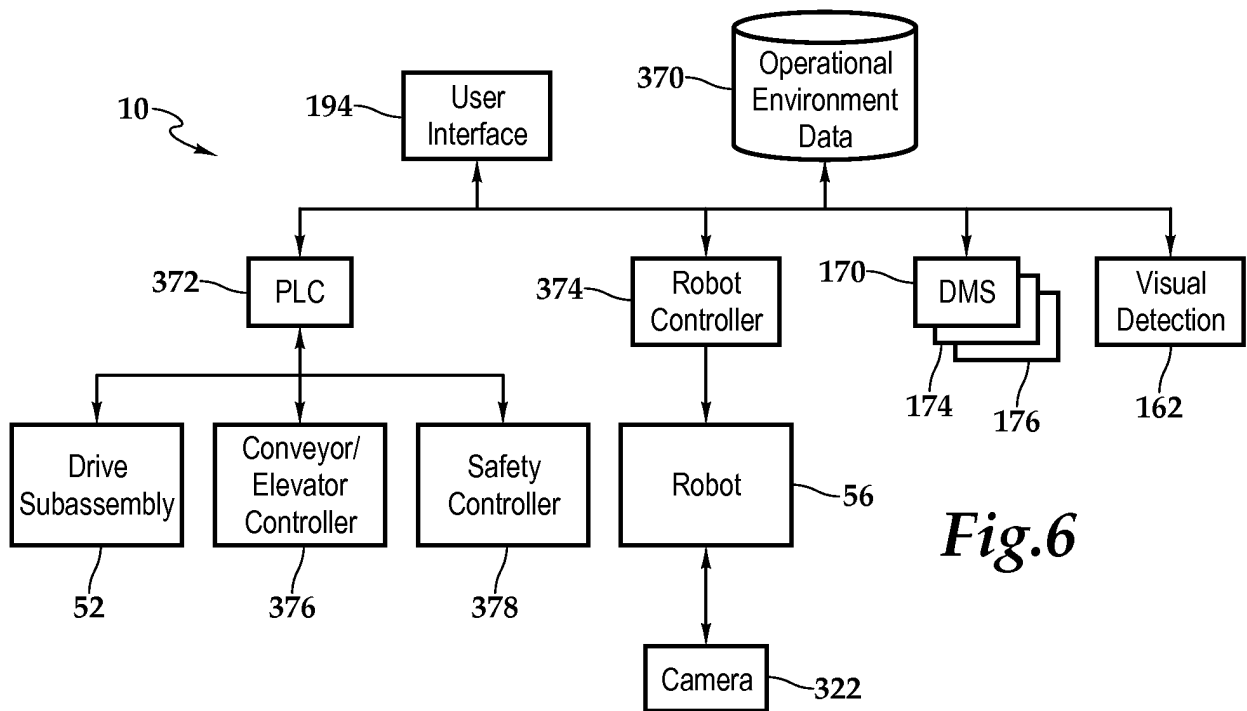 10
194
User
Interface
370
Operational
Environment
Data
372
PLC
374
Robot
Controller
170
DMS
174
176
Visual
Detection
162
Drive
Subassembly
52
Conveyor/
Elevator
Controller
376
Safety
Controller
378
Robot
56
Camera
322
Fig.6